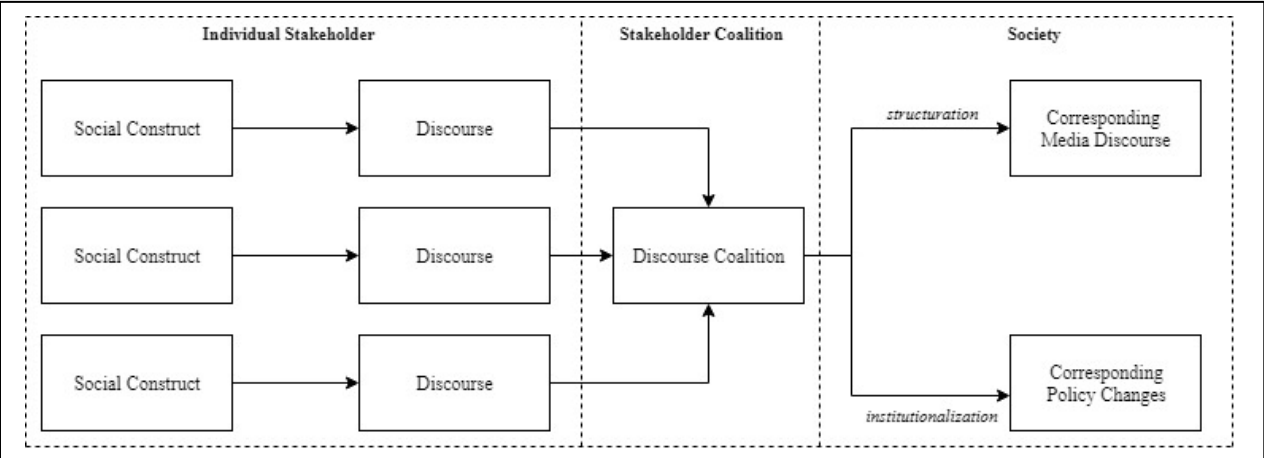 Individual Stakeholder
Stakeholder Coalition
Society
Social Construct
Discourse
structuration
Corresponding
Media Discourse
Social Construct
Discourse
Discourse Coalition
Social Construct
Discourse
institutionalization
Corresponding
Policy Changes